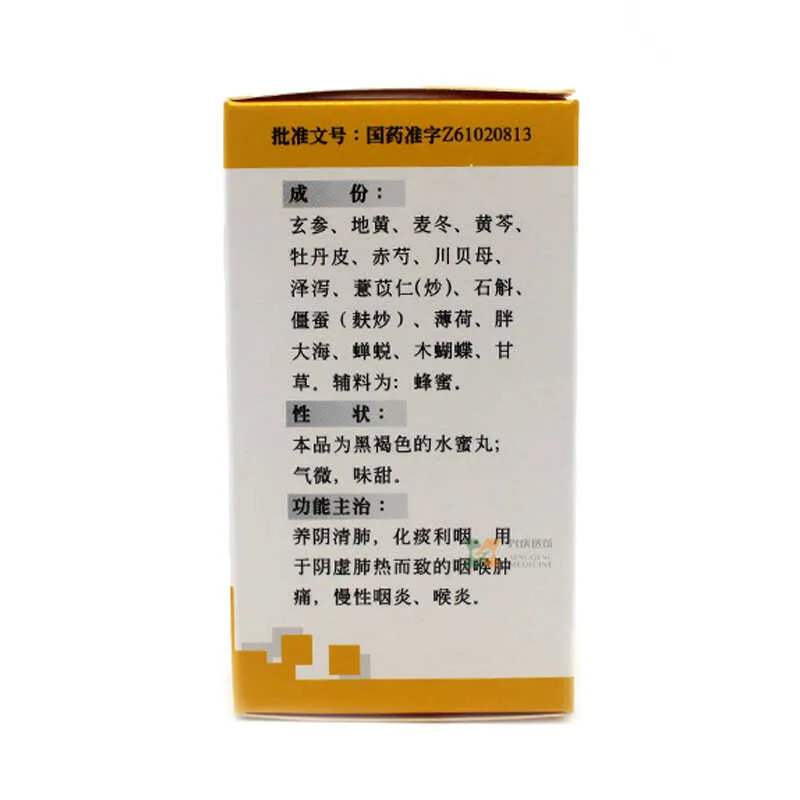 批准文号：国药准字Z61020813
成　份：
玄参、地黄、麦冬、黄芩、
牡丹皮、赤芍、川贝母、
泽泻、薏苡仁(炒)、石斛、
僵蚕（麸炒）、薄荷、胖
大海、蝉蜕、木蝴蝶、甘
草。辅料为：蜂蜜。
性　状：
本品为黑褐色的水蜜丸；
气微，味甜。
功能主治：
养阴清肺，化痰利咽。用
于阴虚肺热而致的咽喉肿
痛，慢性咽炎、喉炎。